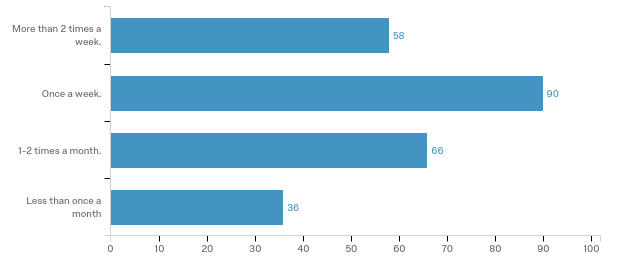 More than 2 times a
week.
58
Once a week.
90
1-2 times a month.
66
Less than once a
month
36
0 10 20 30 40 50 60 70 80 90 100